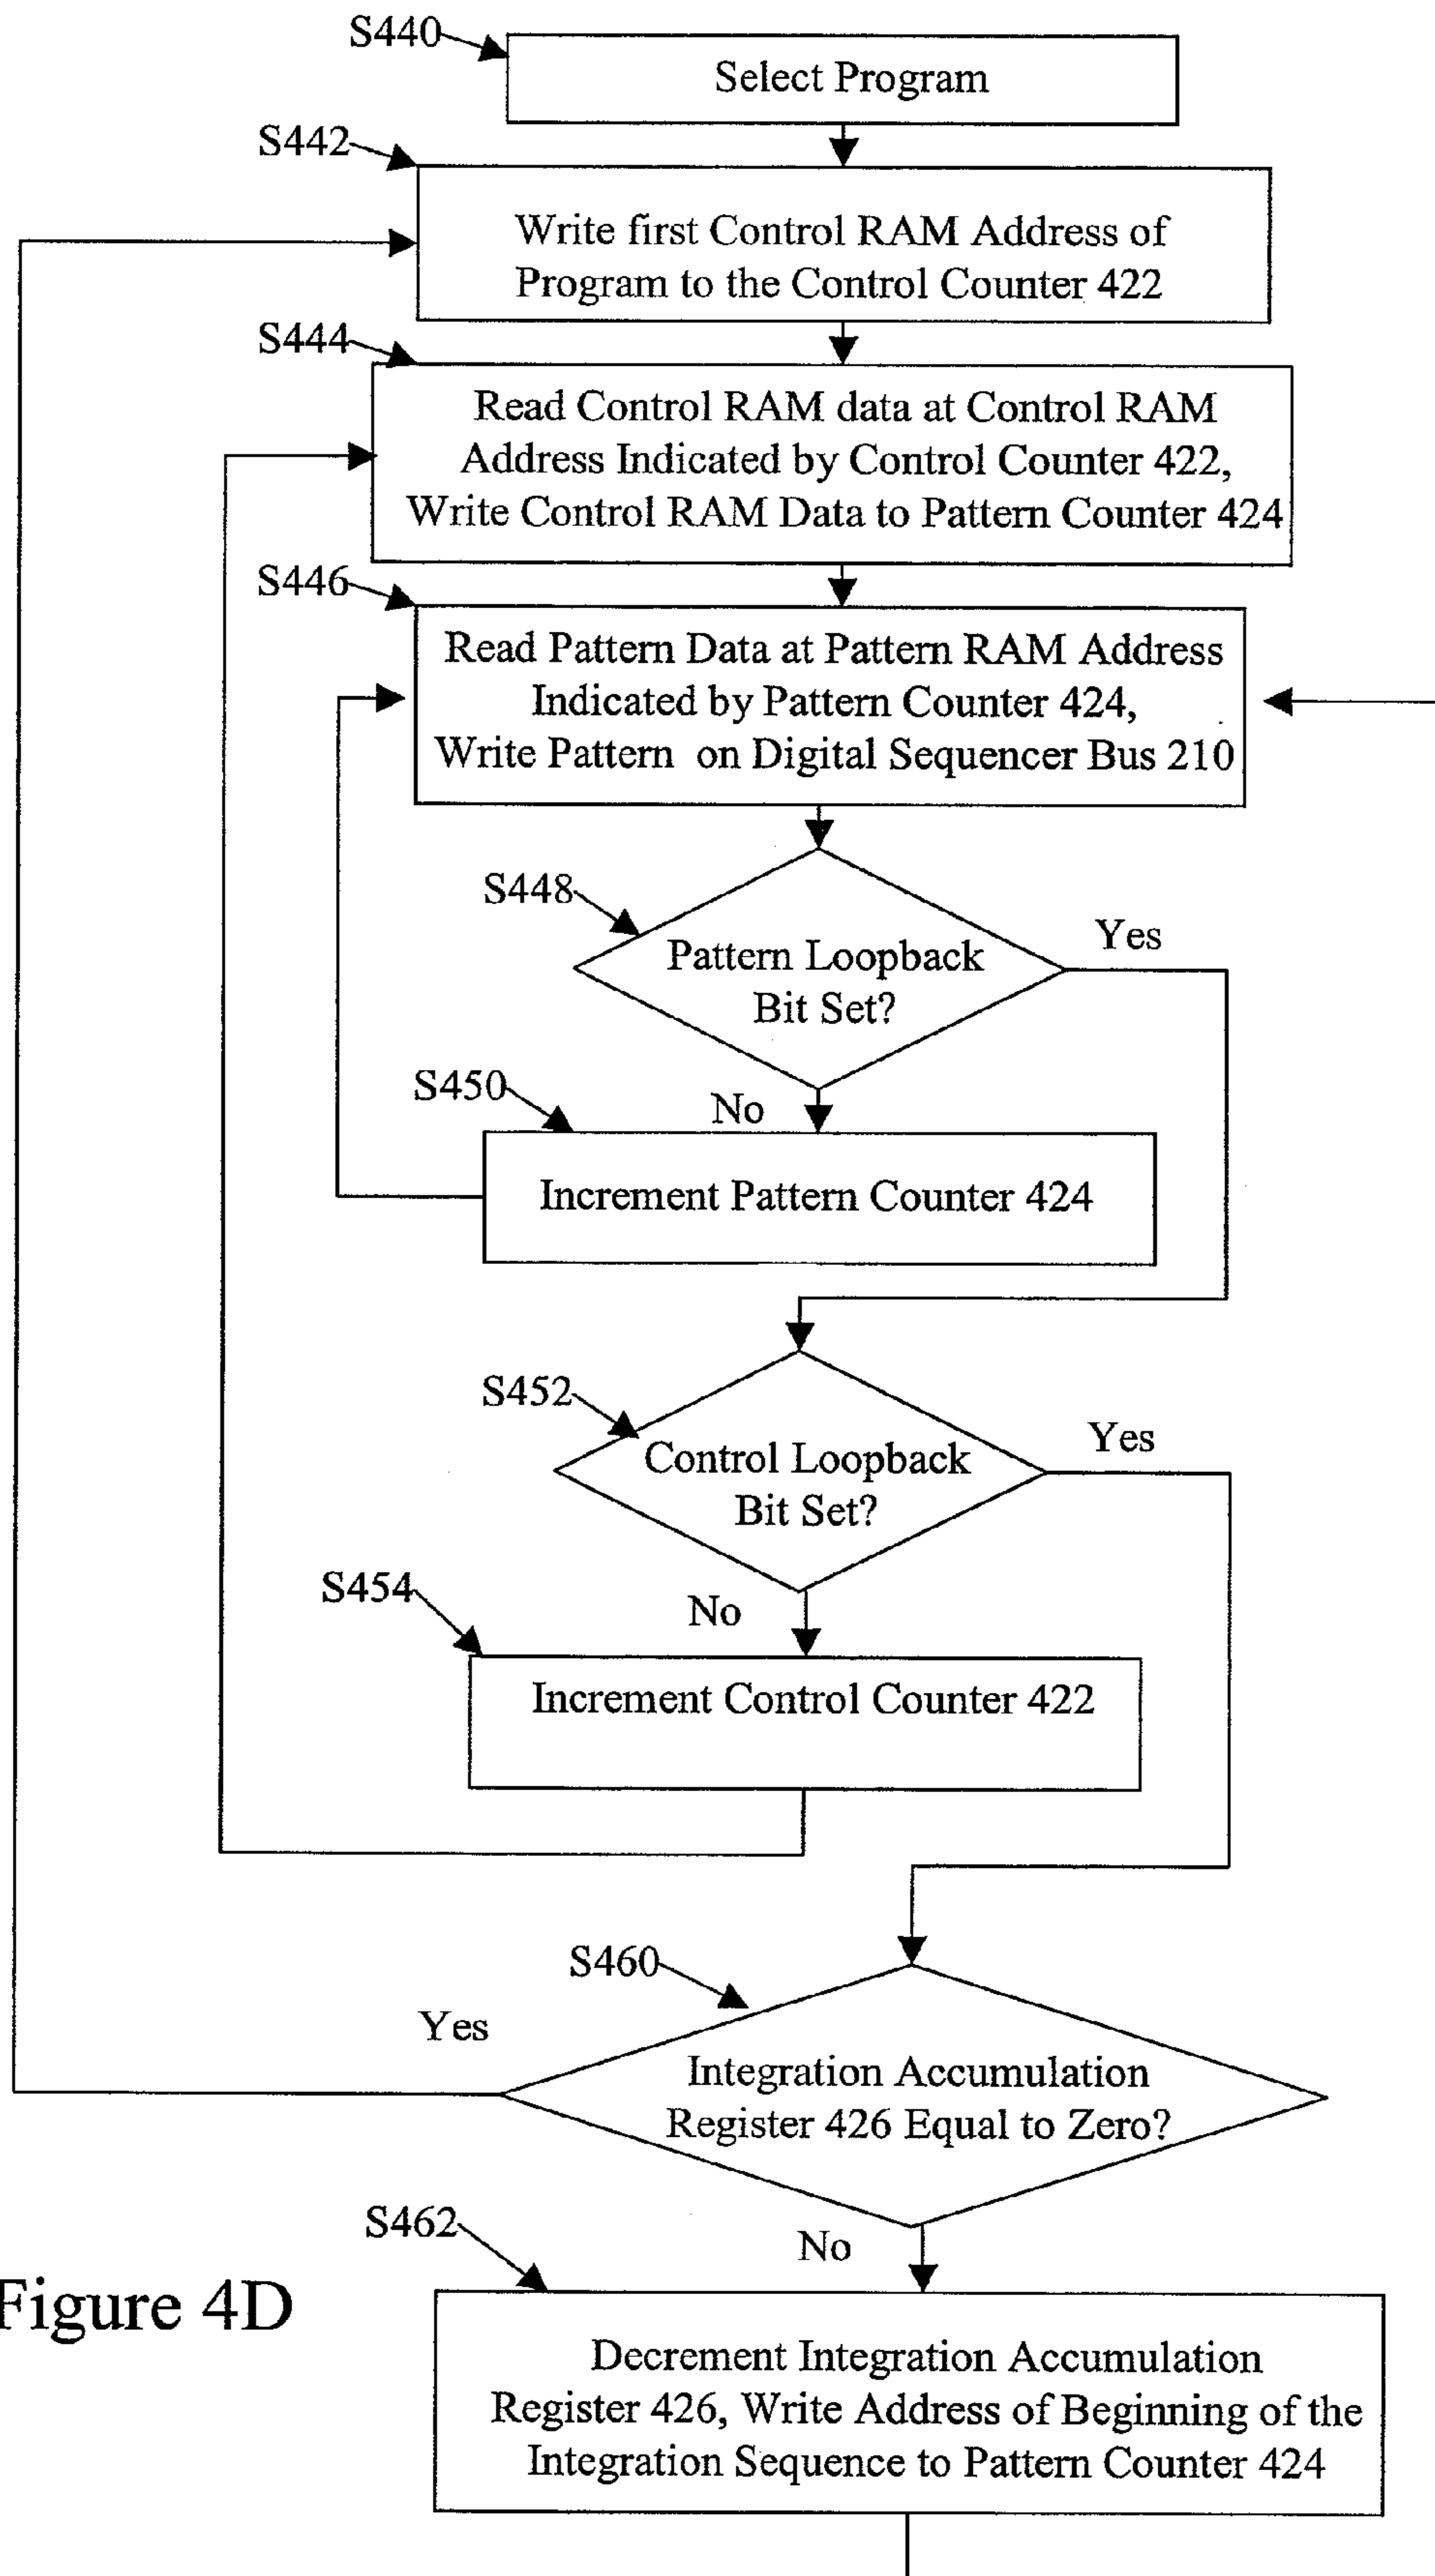 S440
Select Program
S442
Write first Control RAM Address of
Program to the Control Counter 422
S444
Read Control RAM data at Control RAM
Address Indicated by Control Counter 422,
Write Control RAM Data to Pattern Counter 424
S446
Read Pattern Data at Pattern RAM Address
Indicated by Pattern Counter 424,
Write Pattern on Digital Sequencer Bus 210
S448
Yes
Pattern Loopback
Bit Set?
S450
No
Increment Pattern Counter 424
S452
Yes
Control Loopback
Bit Set?
S454
No
Increment Control Counter 422
S460
Yes
Integration Accumulation
Register 426 Equal to Zero?
S462
No
Figure 4D
Decrement Integration Accumulation
Register 426, Write Address of Beginning of the
Integration Sequence to Pattern Counter 424